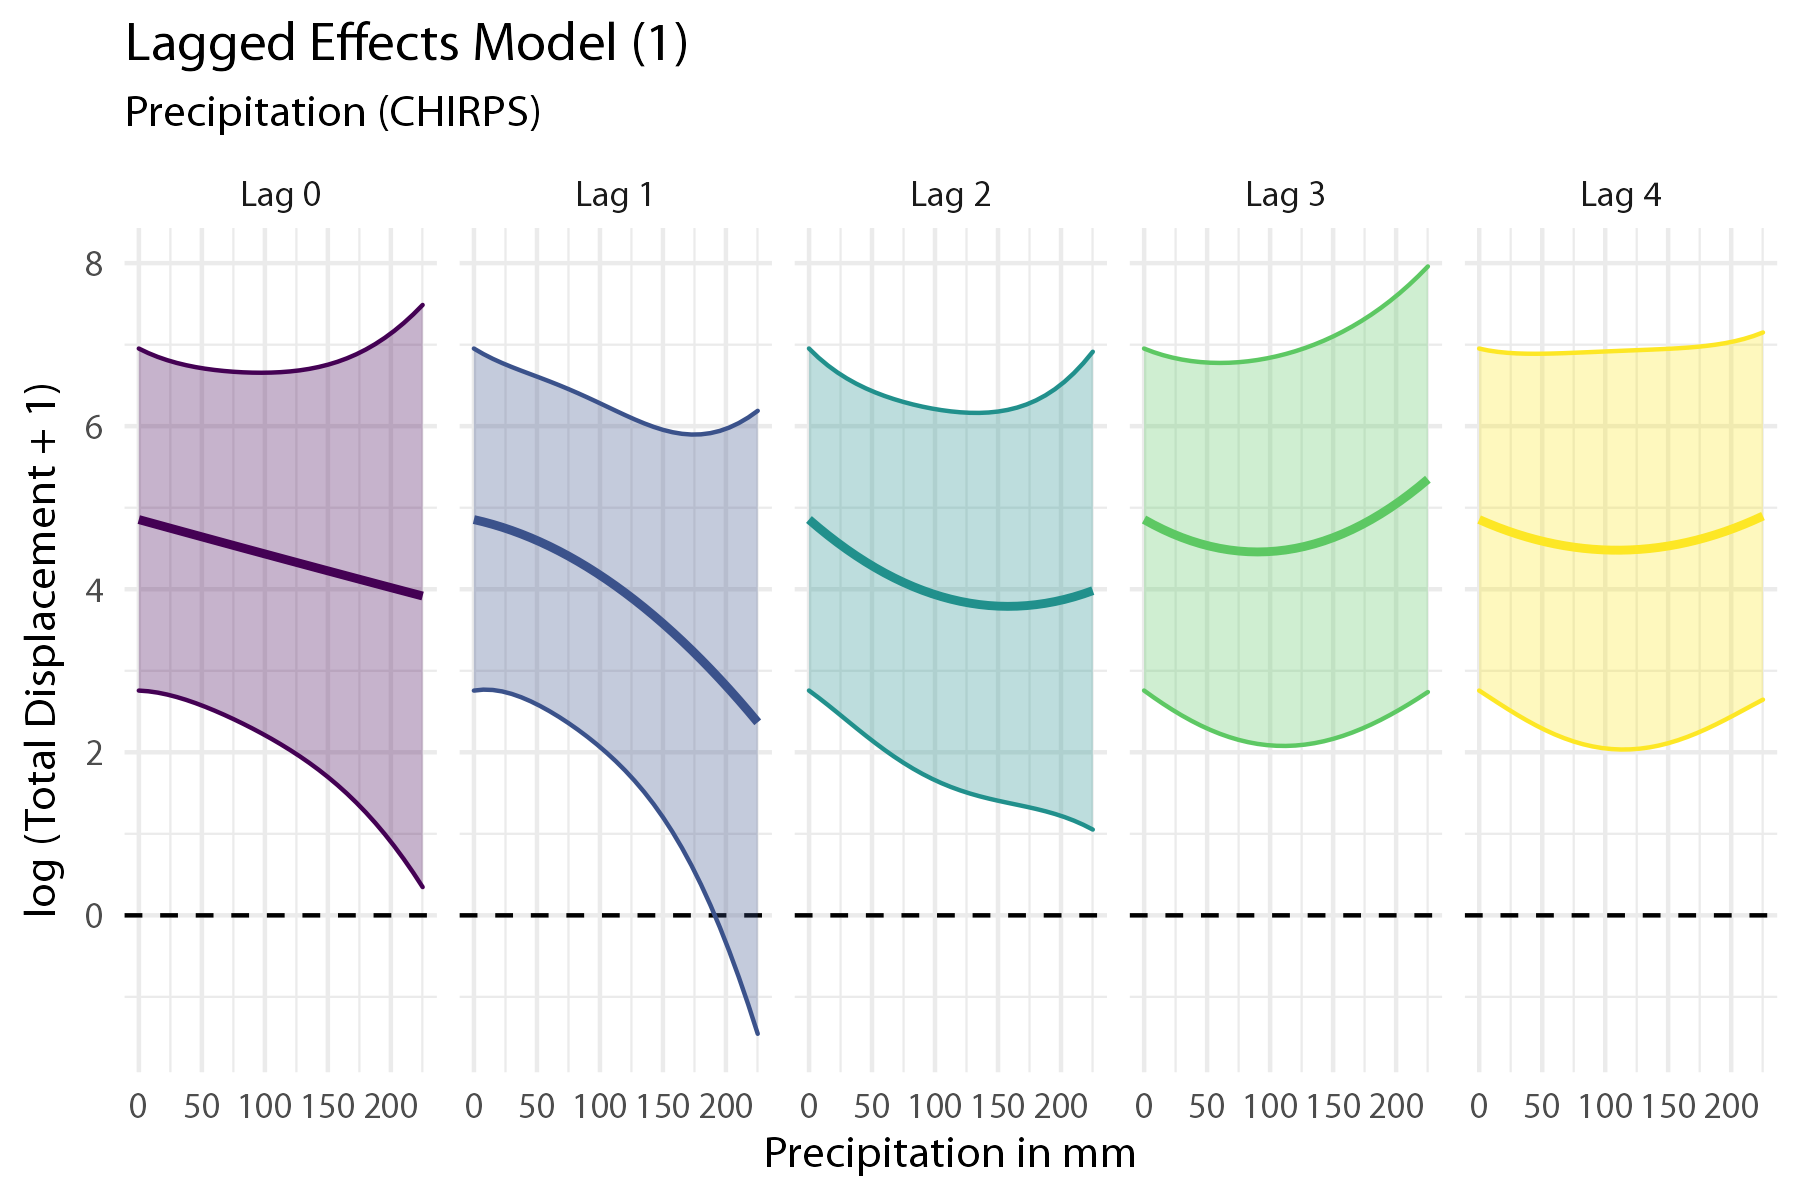 Lagged Effects Model (1)
Precipitation (CHIRPS)
Lag 0 Lag 1 Lag 2 Lag 3 Lag 4
log (Total Displacement + 1)
8
6
4
2
0
0 50 100 150 200 0 50 100 150 200 0 50 100 150 200 0 50 100 150 200 0 50 100 150 200
Precipitation in mm